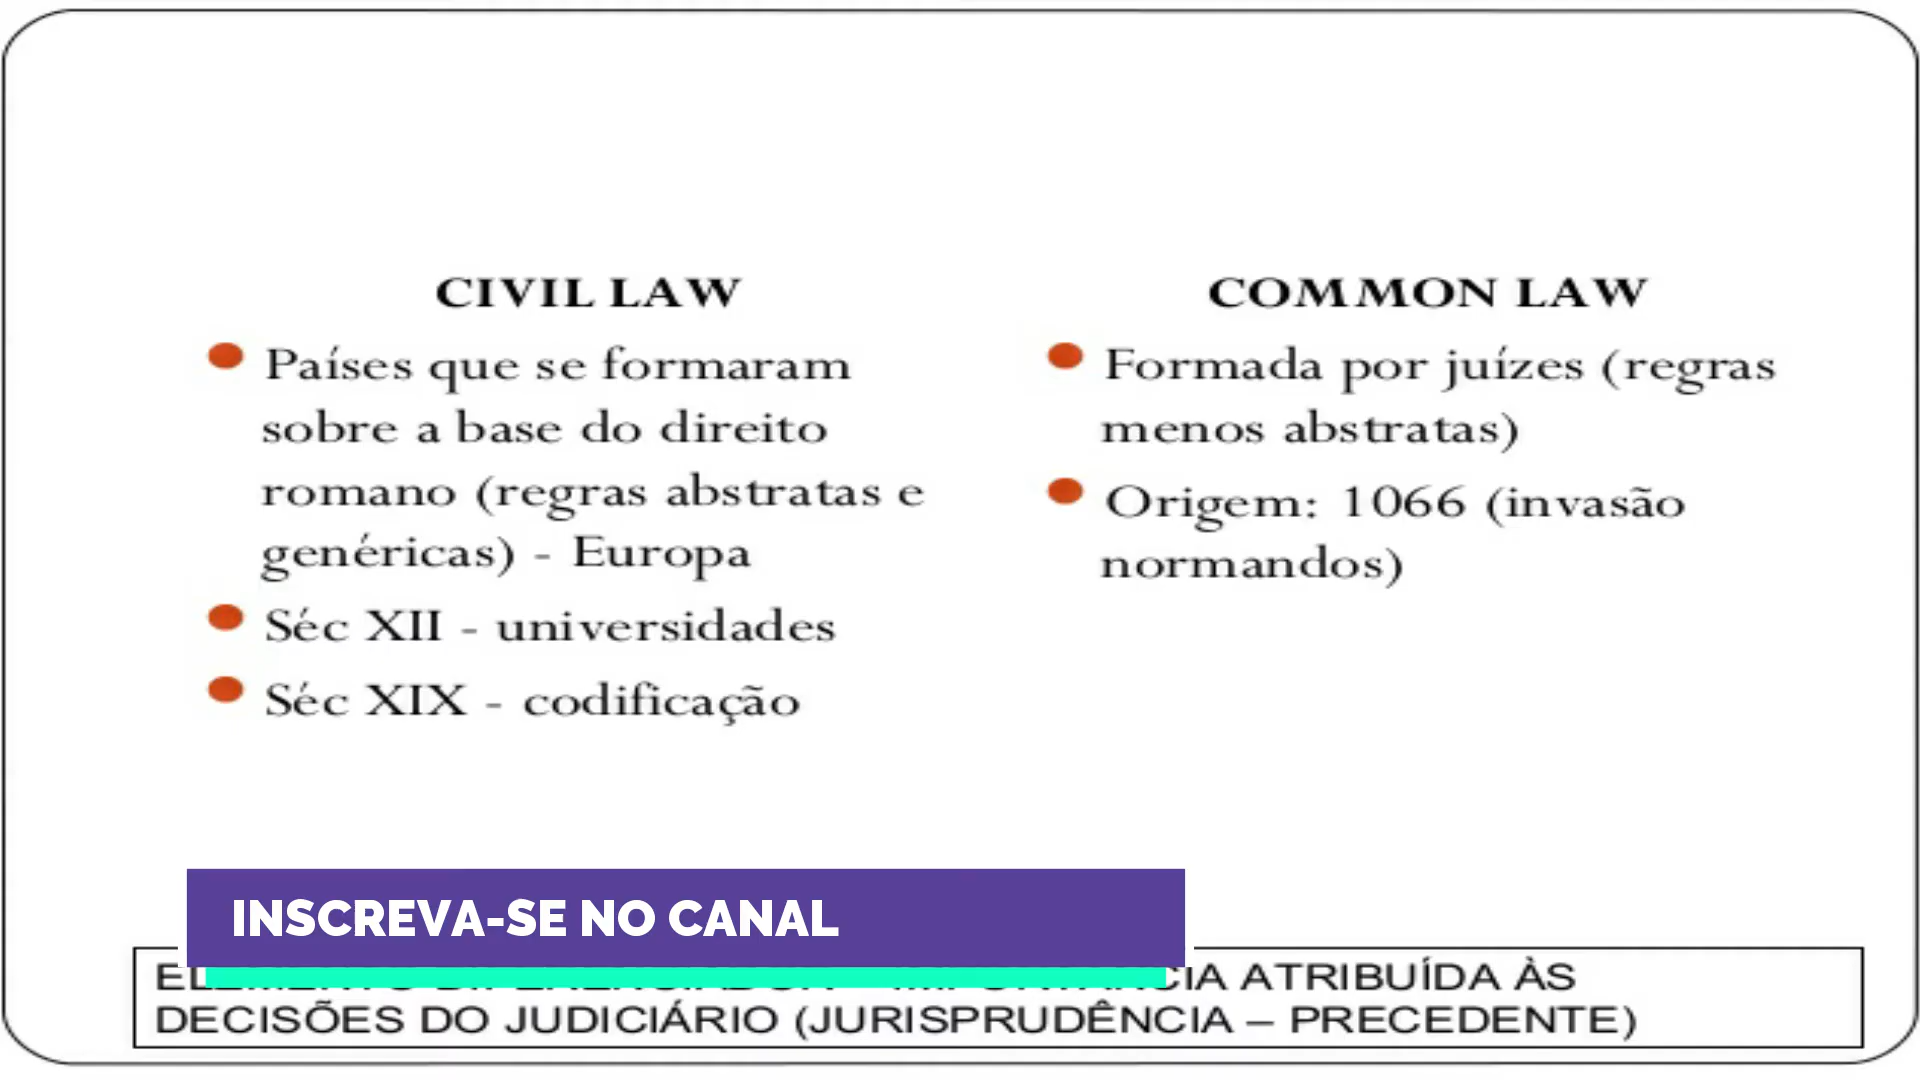 CIVIL LAW
Países que se formaram
sobre a base do direito
romano (regras abstratas e
genéricas) - Europa
Séc XII - universidades
Séc XIX - codificação
COMMON LAW
Formada por juízes (regras
menos abstratas)
Origem: 1066 (invasão
normandos)
INSCREVA-SE NO CANAL
ATRIBUÍDA ÀS
DECISÕES DO JUDICIÁRIO (JURISPRUDÊNCIA – PRECEDENTE)